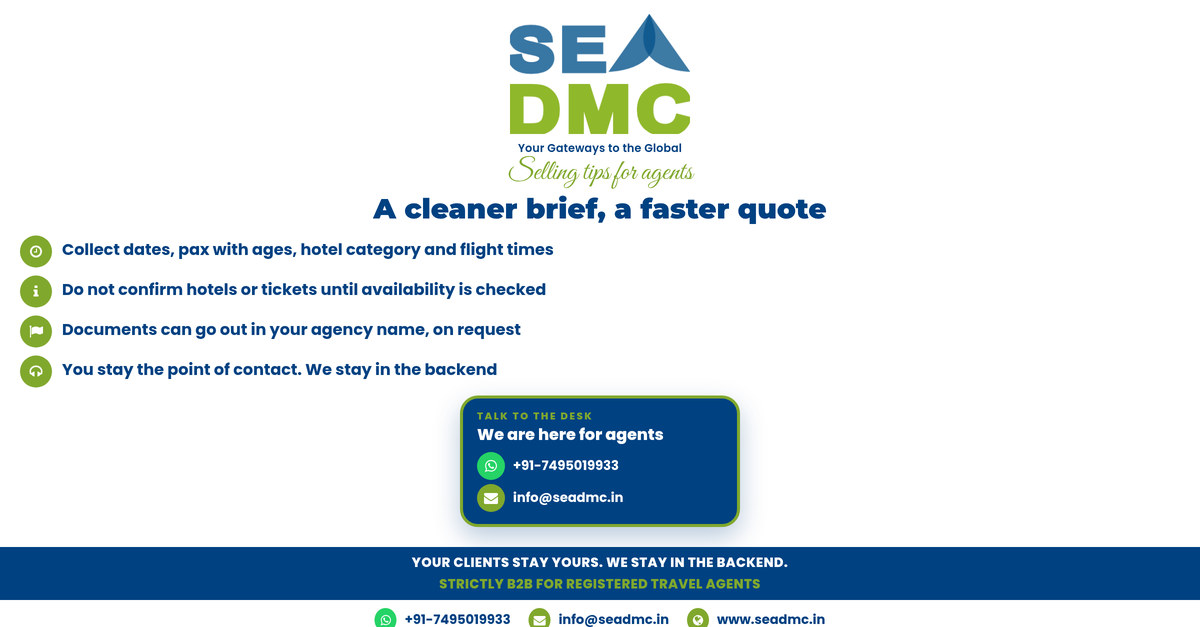 SEA
DMC
Your Gateways to the Global
Selling tips for agents
A cleaner brief, a faster quote
Collect dates, pax with ages, hotel category and flight times
Do not confirm hotels or tickets until availability is checked
Documents can go out in your agency name, on request
You stay the point of contact. We stay in the backend
TALK TO THE DESK
We are here for agents
+91-7495019933
info@seadmc.in
YOUR CLIENTS STAY YOURS. WE STAY IN THE BACKEND.
STRICTLY B2B FOR REGISTERED TRAVEL AGENTS
+91-7495019933 info@seadmc.in www.seadmc.in